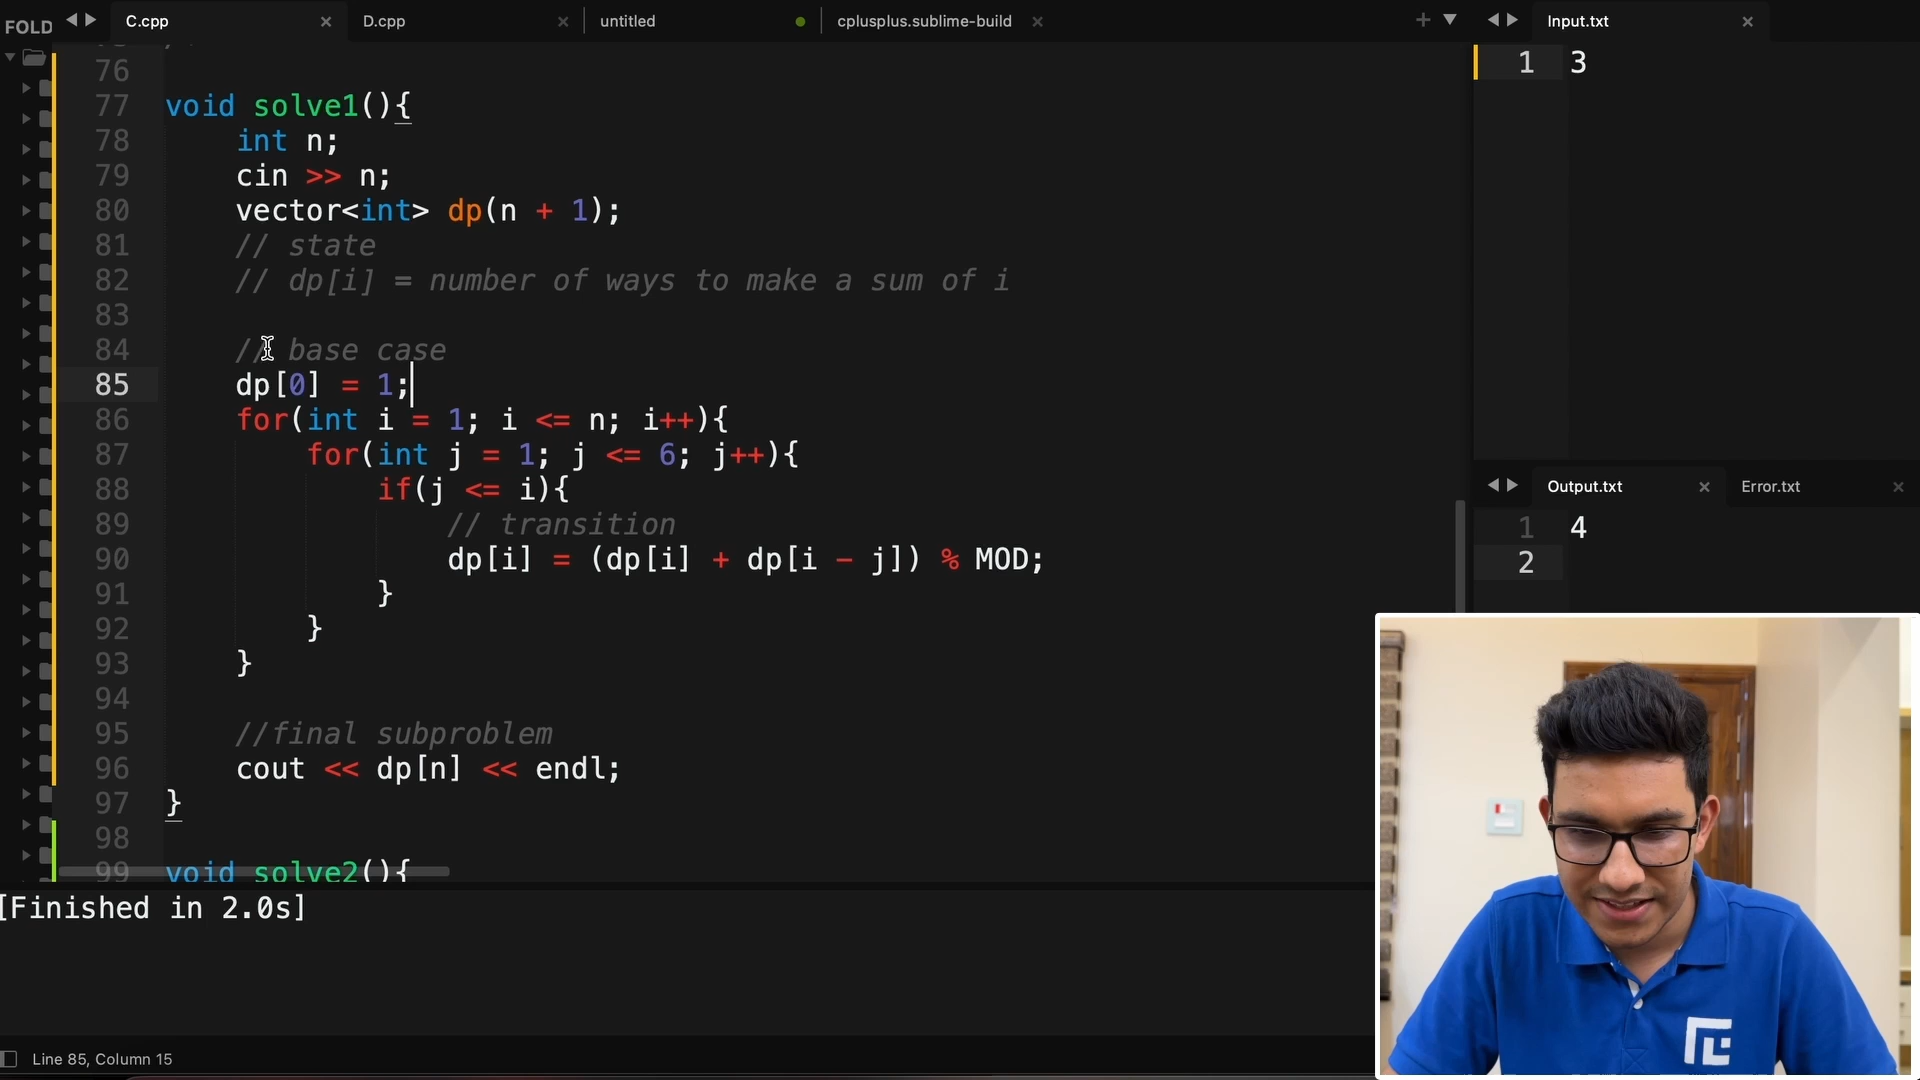 FOLD
C.cpp
D.cpp
untitled
cplusplus.sublime-build
76
77 void solve1(){
78 int n;
79 cin >> n;
80 vector<int> dp(n + 1);
81 // state
82 // dp[i] = number of ways to make a sum of i
83
84 // base case
85 dp[0] = 1;
86 for(int i = 1; i <= n; i++){
87 for(int j = 1; j <= 6; j++){
88 if(j <= i){
89 // transition
90 dp[i] = (dp[i] + dp[i - j]) % MOD;
91 }
92 }
93 }
94
95 //final subproblem
96 cout << dp[n] << endl;
97 }
98
99 void solve2(){
[Finished in 2.0s]
Line 85, Column 15
Input.txt
1 3
Output.txt
Error.txt
1 4
2